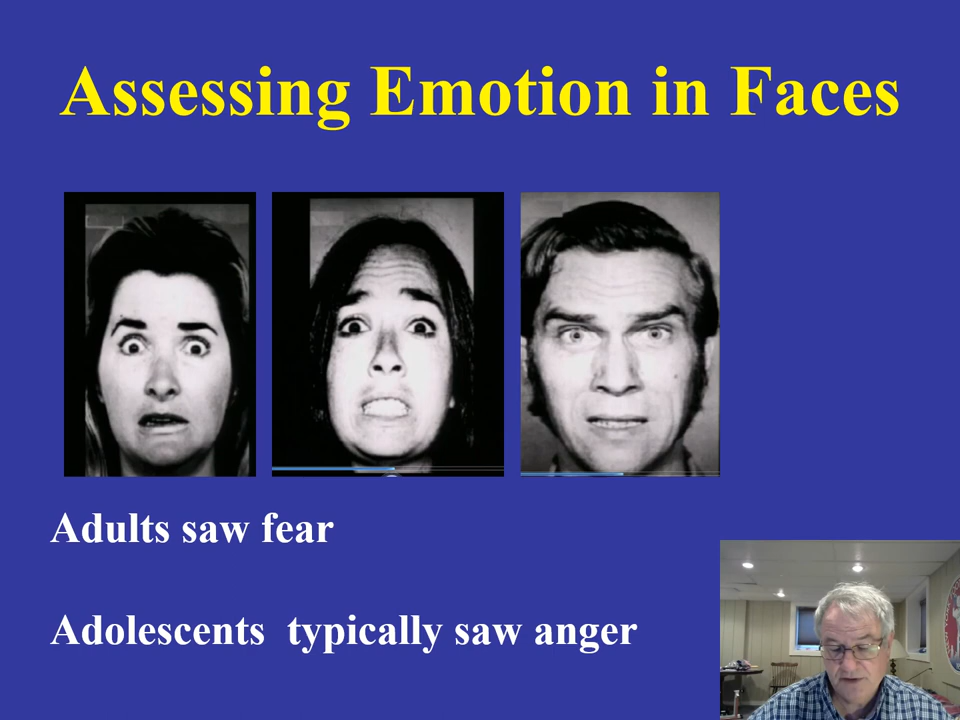 Assessing Emotion in Faces
Adults saw fear
Adolescents typically saw anger